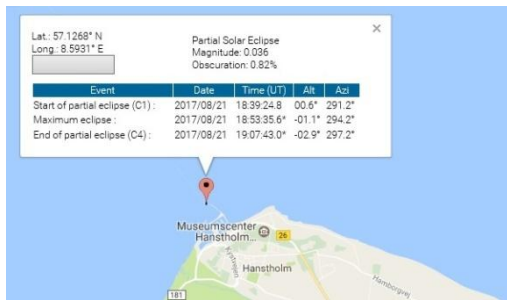 Lat.: 57.1268° N
Long.: 8.5931° E
Partial Solar Eclipse
Magnitude: 0.036
Obscuration: 0.82%
Event Date Time (UT) Alt Azi
Start of partial eclipse (C1) : 2017/08/21 18:39:24.8 00.6° 291.2°
Maximum eclipse : 2017/08/21 18:53:35.6* -01.1° 294.2°
End of partial eclipse (C4) : 2017/08/21 19:07:43.0* -02.9° 297.2°
Museumscenter
Hanstholm...
26
Kystvejen
Hanstholm
Hamborgvej
181